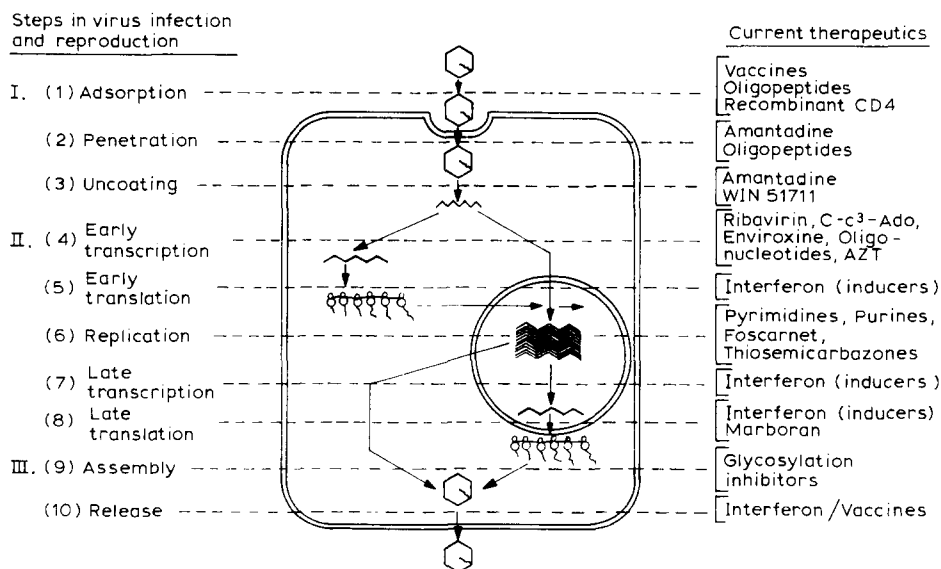 Steps in virus infection
and reproduction
I. (1) Adsorption
(2) Penetration
(3) Uncoating
II. (4) Early
transcription
(5) Early
translation
(6) Replication
(7) Late
transcription
(8) Late
translation
III. (9) Assembly
(10) Release
Current therapeutics
Vaccines
Oligopeptides
Recombinant CD4
Amantadine
Oligopeptides
Amantadine
WIN 51711
Ribavirin, C-c³-Ado,
Enviroxine, Oligo-
nucleotides, AZT
Interferon (inducers)
Pyrimidines, Purines,
Foscarnet,
Thiosemicarbazones
Interferon (inducers)
Interferon (inducers)
Marboran
Glycosylation
inhibitors
Interferon/Vaccines